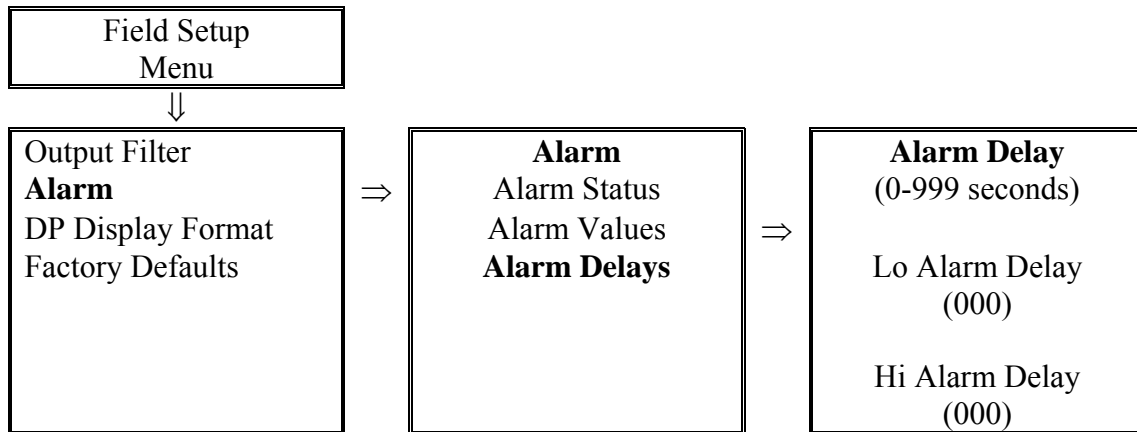 Field Setup
Menu
⇓
Output Filter
Alarm
DP Display Format
Factory Defaults
⇒
Alarm
Alarm Status
Alarm Values
Alarm Delays
⇒
Alarm Delay
(0-999 seconds)
Lo Alarm Delay
(000)
Hi Alarm Delay
(000)